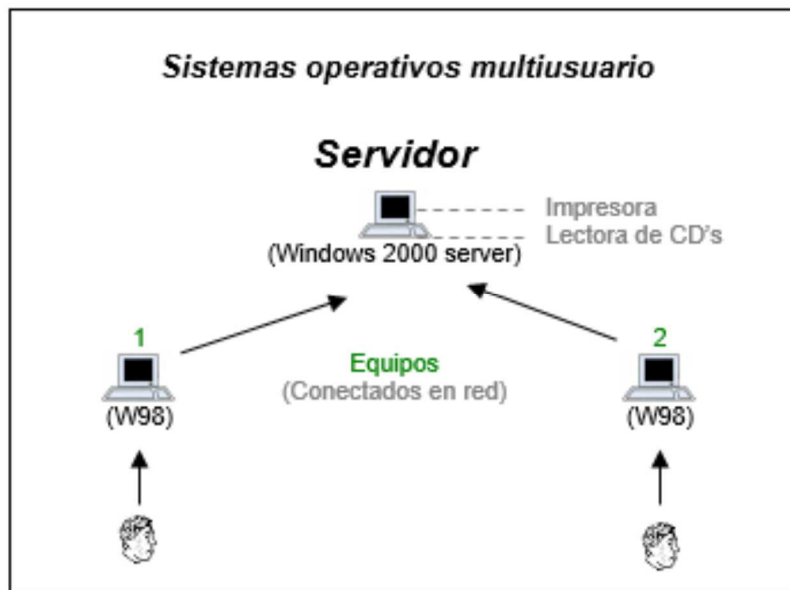 Sistemas operativos multiusuario
Servidor
Impresora
Lectora de CD's
(Windows 2000 server)
1
2
Equipos
(Conectados en red)
(W98)
(W98)